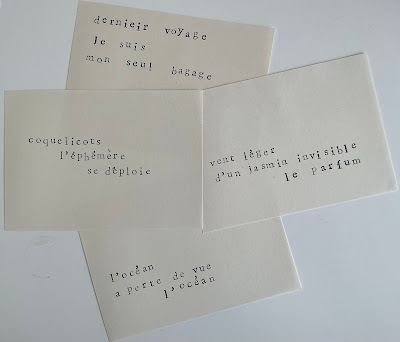 dernieir voyage
je suis
mon seul bagage
coquelicots
l'éphémère
se déploie
vent léger
d'un jasmin invisible
le parfum
l'océan
a perte de vue
l'océan